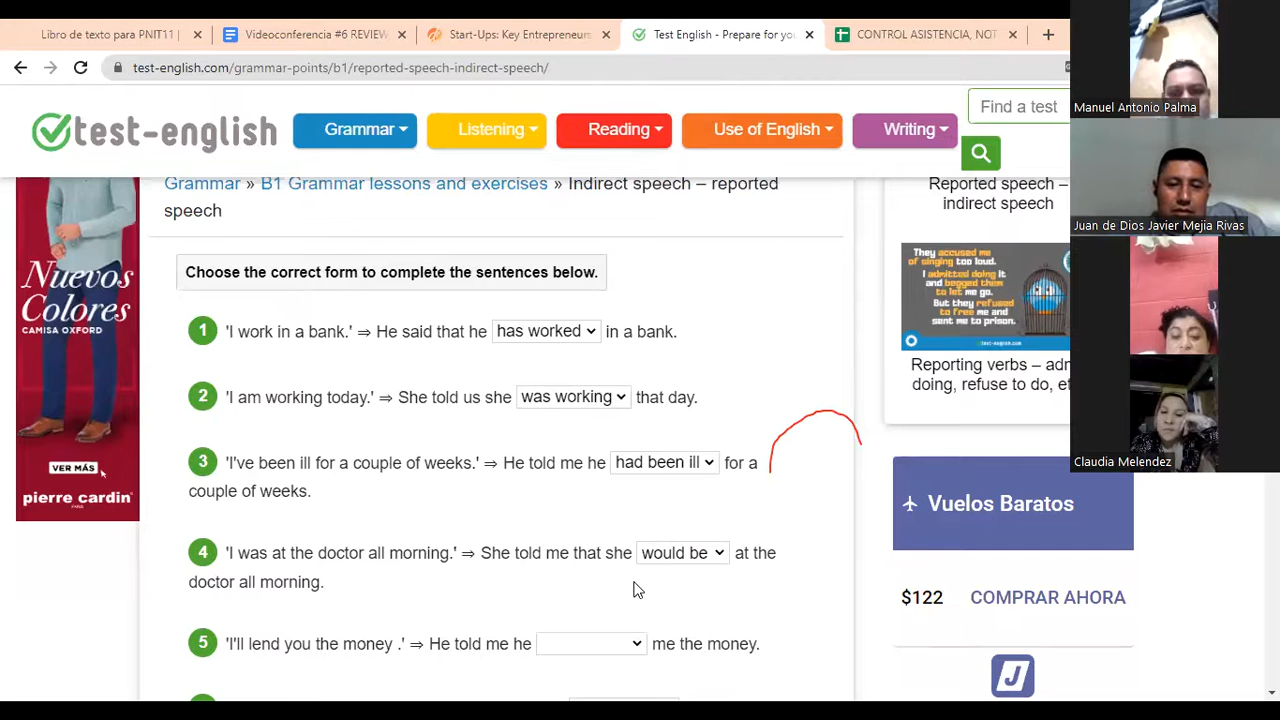 Libro de texto para PNIT11 |
Videoconferencia #6 REVIEW
Start-Ups: Key Entrepreneurs
Test English - Prepare for you
CONTROL ASISTENCIA, NOT
test-english.com/grammar-points/b1/reported-speech-indirect-speech/
test-english
Grammar
Listening
Reading
Use of English
Writing
Find a test
Grammar » B1 Grammar lessons and exercises » Indirect speech – reported
speech
Choose the correct form to complete the sentences below.
1 'I work in a bank.' ⇒ He said that he has worked in a bank.
2 'I am working today.' ⇒ She told us she was working that day.
3 'I've been ill for a couple of weeks.' ⇒ He told me he had been ill for a
couple of weeks.
4 'I was at the doctor all morning.' ⇒ She told me that she would be at the
doctor all morning.
5 'I'll lend you the money .' ⇒ He told me he me the money.
Nuevos
Colores
CAMISA OXFORD
VER MÁS
pierre cardin
PARIS
Reported speech –
indirect speech
They accused me
of singing too loud.
I admitted doing it
and begged them
to let me go.
But they refused
to free me and
sent me to prison.
test-english.com
Reporting verbs – adm
doing, refuse to do, et
Vuelos Baratos
$122 COMPRAR AHORA
J
Manuel Antonio Palma
Juan de Dios Javier Mejia Rivas
Claudia Melendez